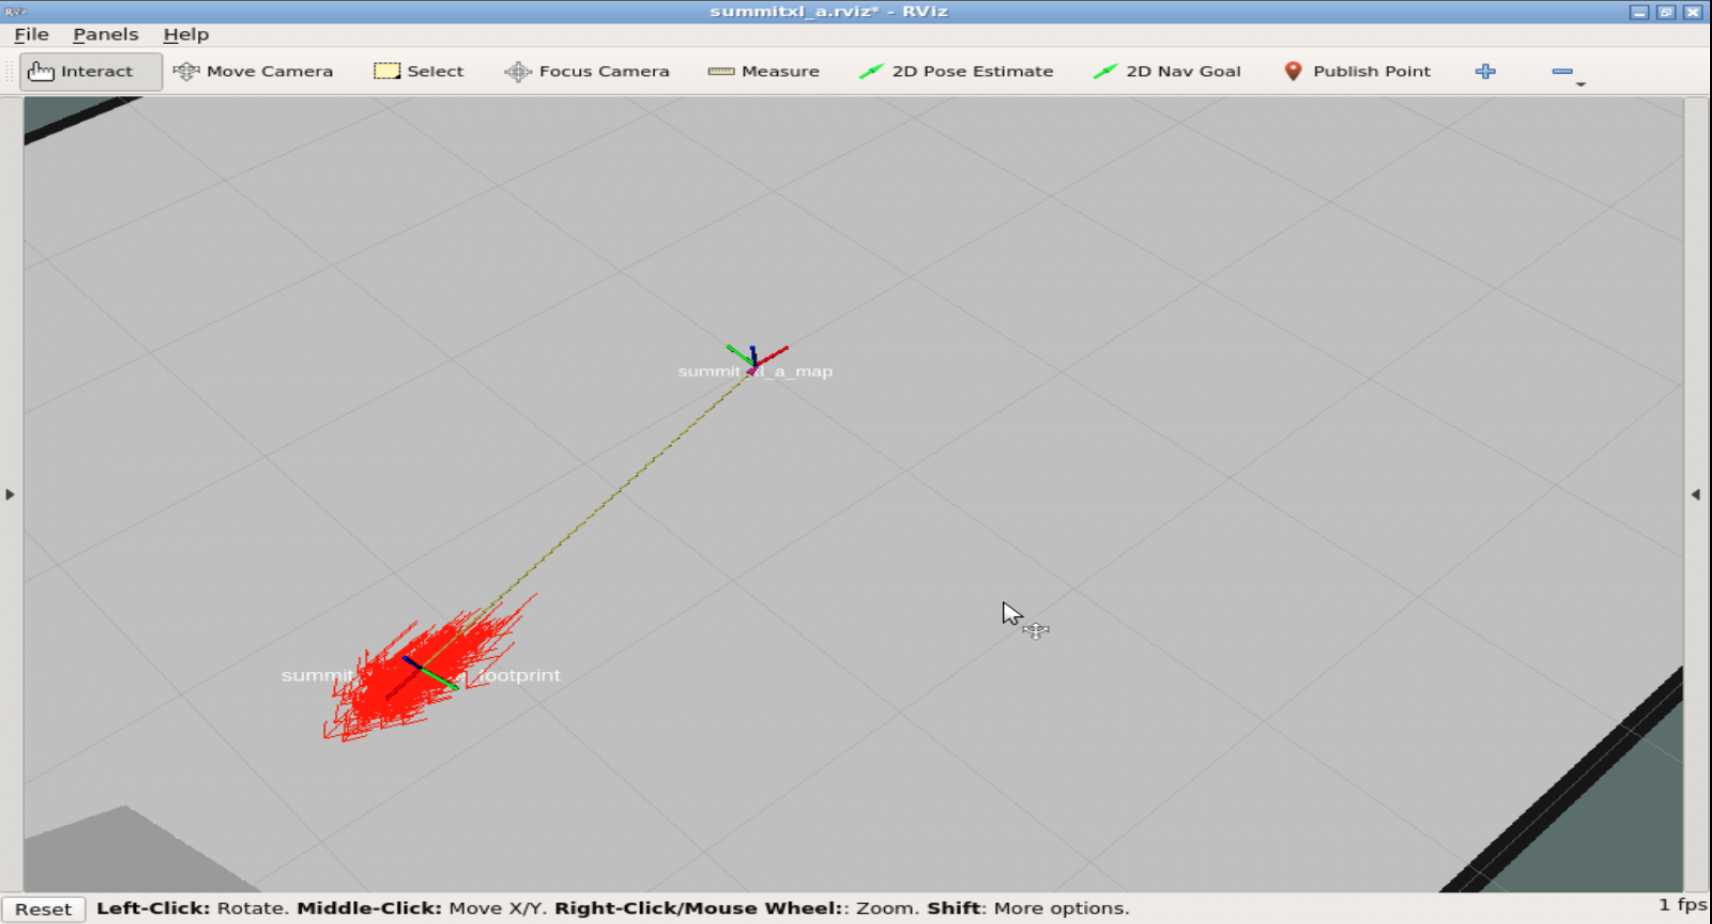 RViz summitxl_a.rviz* - RViz
File Panels Help
Interact Move Camera Select Focus Camera Measure 2D Pose Estimate 2D Nav Goal Publish Point
summit_xl_a_map
summit footprint
Reset Left-Click: Rotate. Middle-Click: Move X/Y. Right-Click/Mouse Wheel:: Zoom. Shift: More options. 1 fps